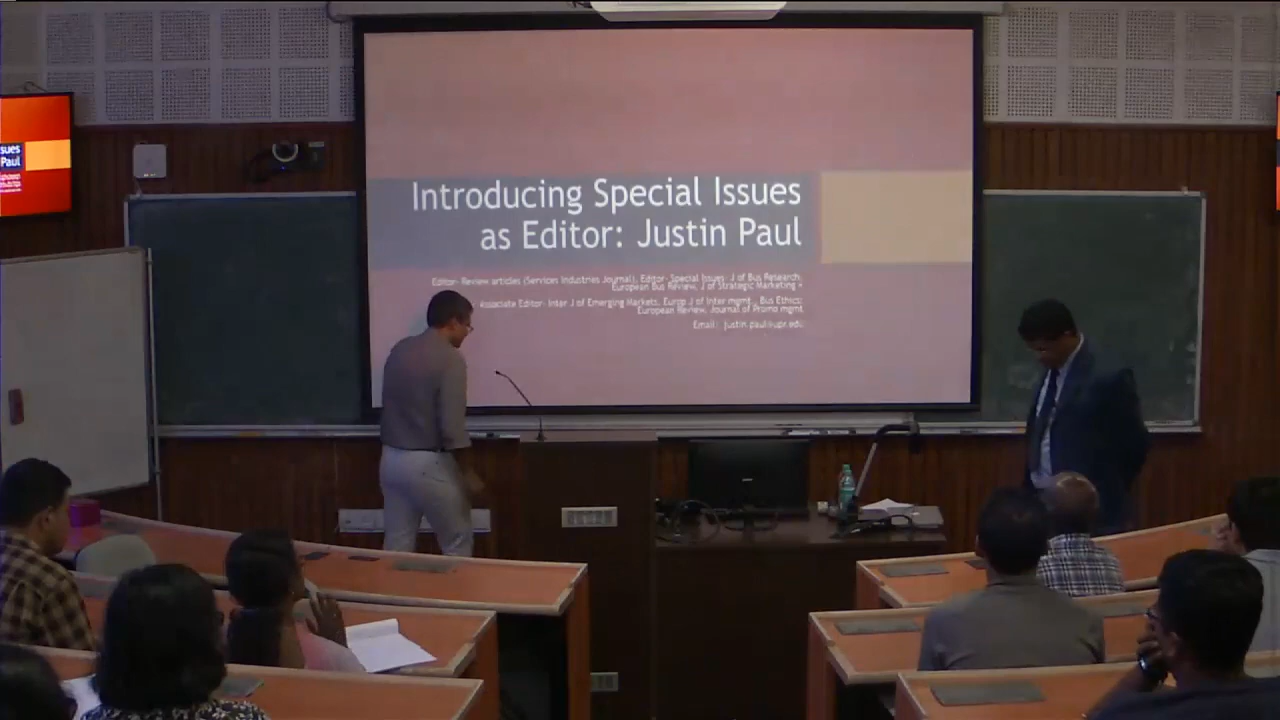 Introducing Special Issues
as Editor: Justin Paul
Editor- Review articles (Services Industries Journal), Editor- Special Issues: J of Bus Research,
European Bus Review, J of Strategic Marketing
Associate Editor- Inter J of Emerging Markets, Europ J of Inter mgmt, Bus Ethics:
European Review, Journal of Promo mgmt
Email: justin.paul@upr.edu
sues
Paul